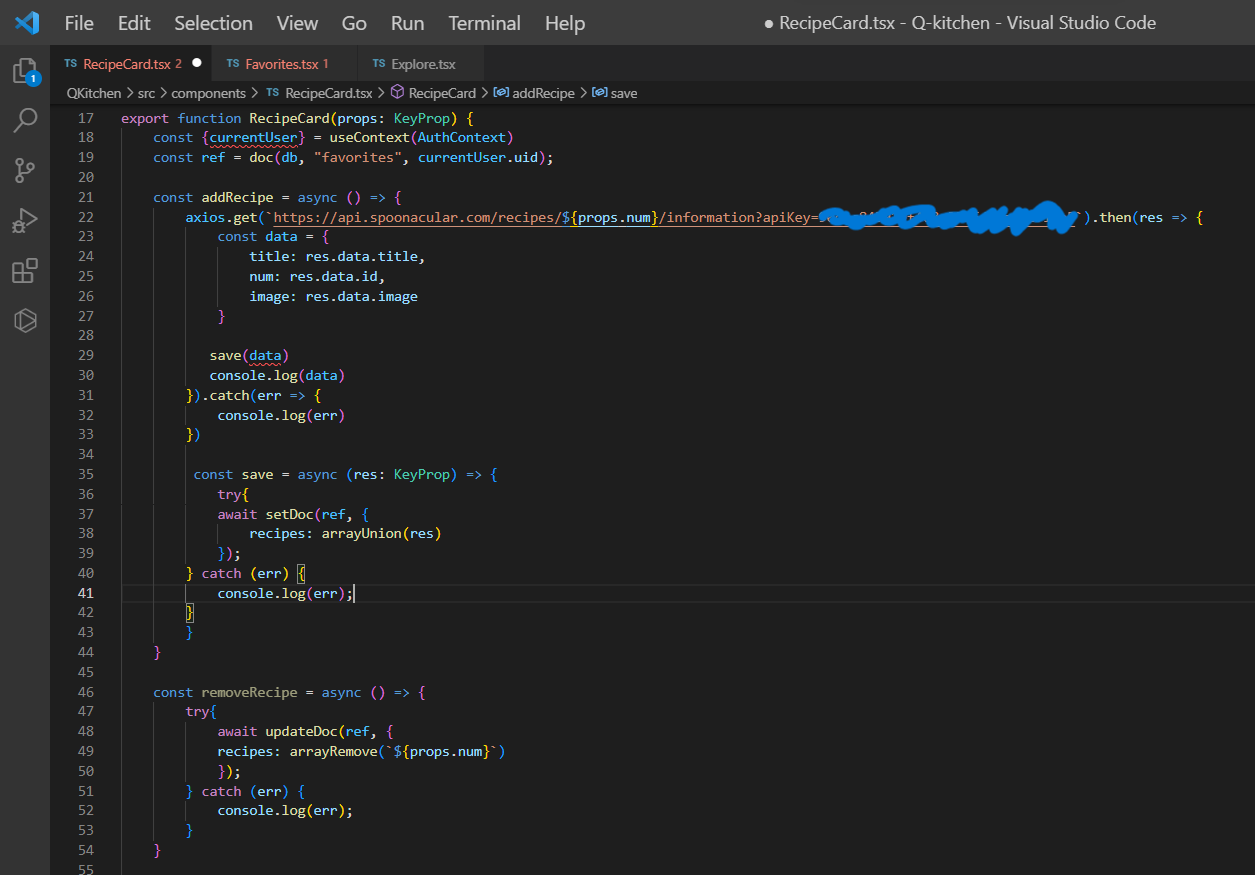 File Edit Selection View Go Run Terminal Help ● RecipeCard.tsx - Q-kitchen - Visual Studio Code
TS RecipeCard.tsx 2 ● TS Favorites.tsx 1 TS Explore.tsx
1
QKitchen > src > components > TS RecipeCard.tsx > RecipeCard > addRecipe > save
17 export function RecipeCard(props: KeyProp) {
18 const {currentUser} = useContext(AuthContext)
19 const ref = doc(db, "favorites", currentUser.uid);
20
21 const addRecipe = async () => {
22 axios.get(`https://api.spoonacular.com/recipes/${props.num}/information?apiKey=`).then(res => {
23 const data = {
24 title: res.data.title,
25 num: res.data.id,
26 image: res.data.image
27 }
28
29 save(data)
30 console.log(data)
31 }).catch(err => {
32 console.log(err)
33 })
34
35 const save = async (res: KeyProp) => {
36 try{
37 await setDoc(ref, {
38 recipes: arrayUnion(res)
39 });
40 } catch (err) {
41 console.log(err);
42 }
43 }
44 }
45
46 const removeRecipe = async () => {
47 try{
48 await updateDoc(ref, {
49 recipes: arrayRemove(`${props.num}`)
50 });
51 } catch (err) {
52 console.log(err);
53 }
54 }
55